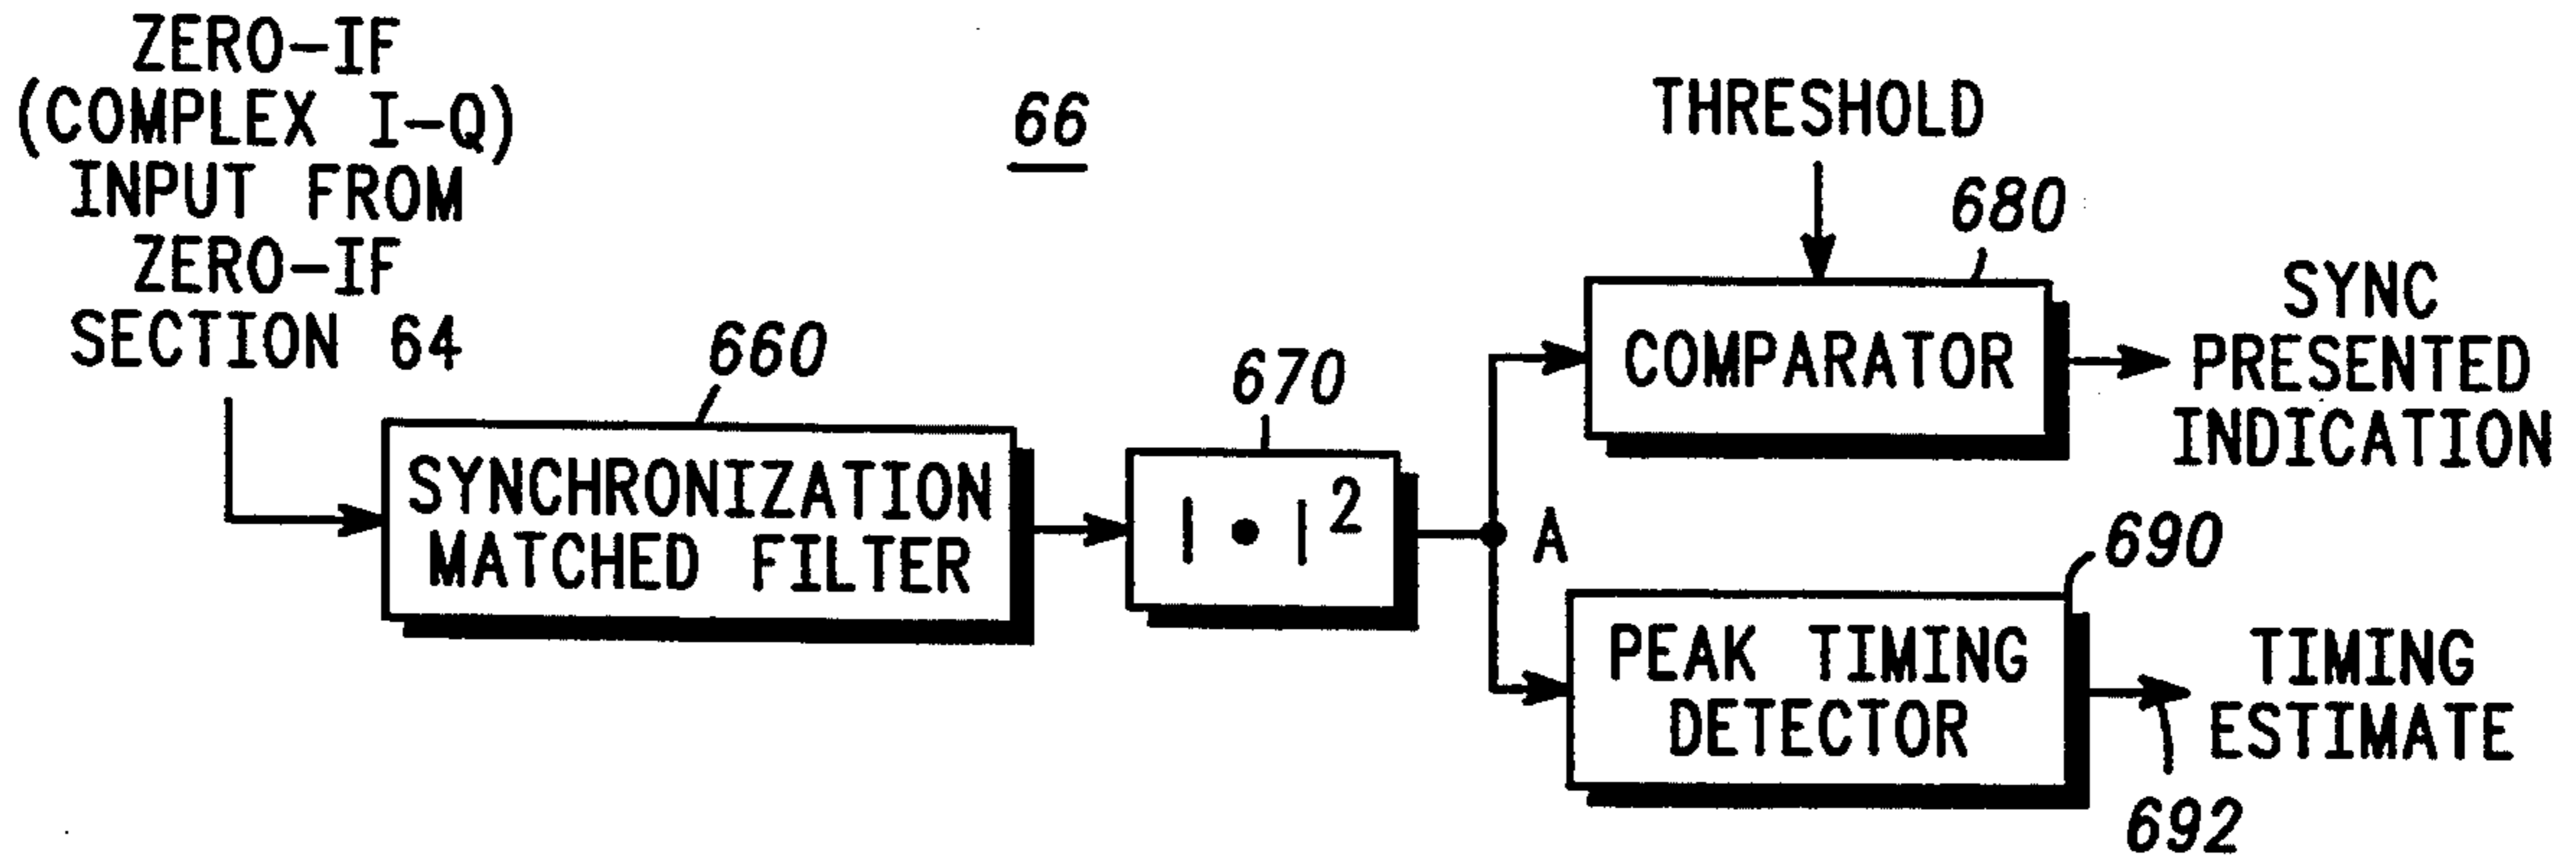 ZERO-IF
(COMPLEX I-Q)
INPUT FROM
ZERO-IF
SECTION 64
66
THRESHOLD
680
COMPARATOR
SYNC
PRESENTED
INDICATION
660
SYNCHRONIZATION
MATCHED FILTER
670
| • | 2
A
690
PEAK TIMING
DETECTOR
TIMING
ESTIMATE
692